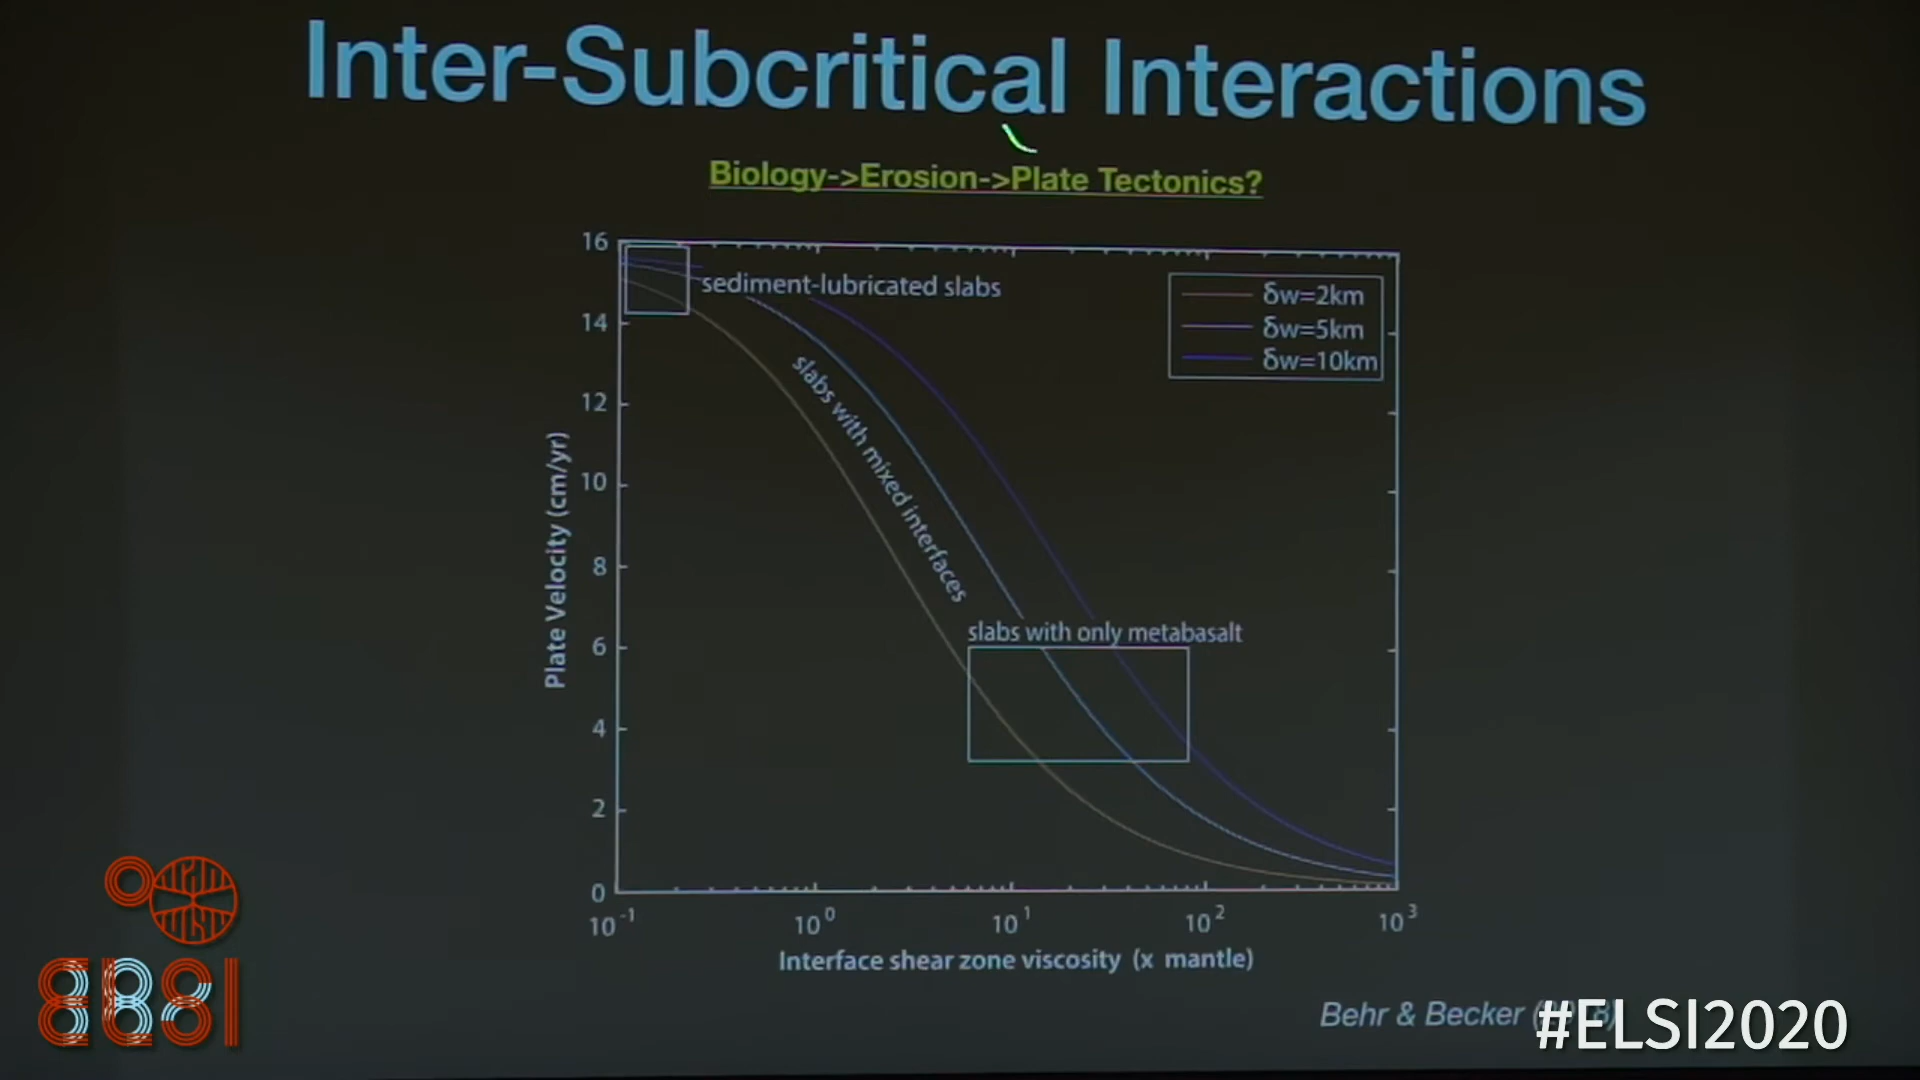 Inter-Subcritical Interactions
Biology->Erosion->Plate Tectonics?
16
14
12
10
8
6
4
2
0
Plate Velocity (cm/yr)
sediment-lubricated slabs
slabs with mixed interfaces
slabs with only metabasalt
δw=2km
δw=5km
δw=10km
10⁻¹ 10⁰ 10¹ 10² 10³
Interface shear zone viscosity (x mantle)
Behr & Becker
#ELSI2020
ELSI